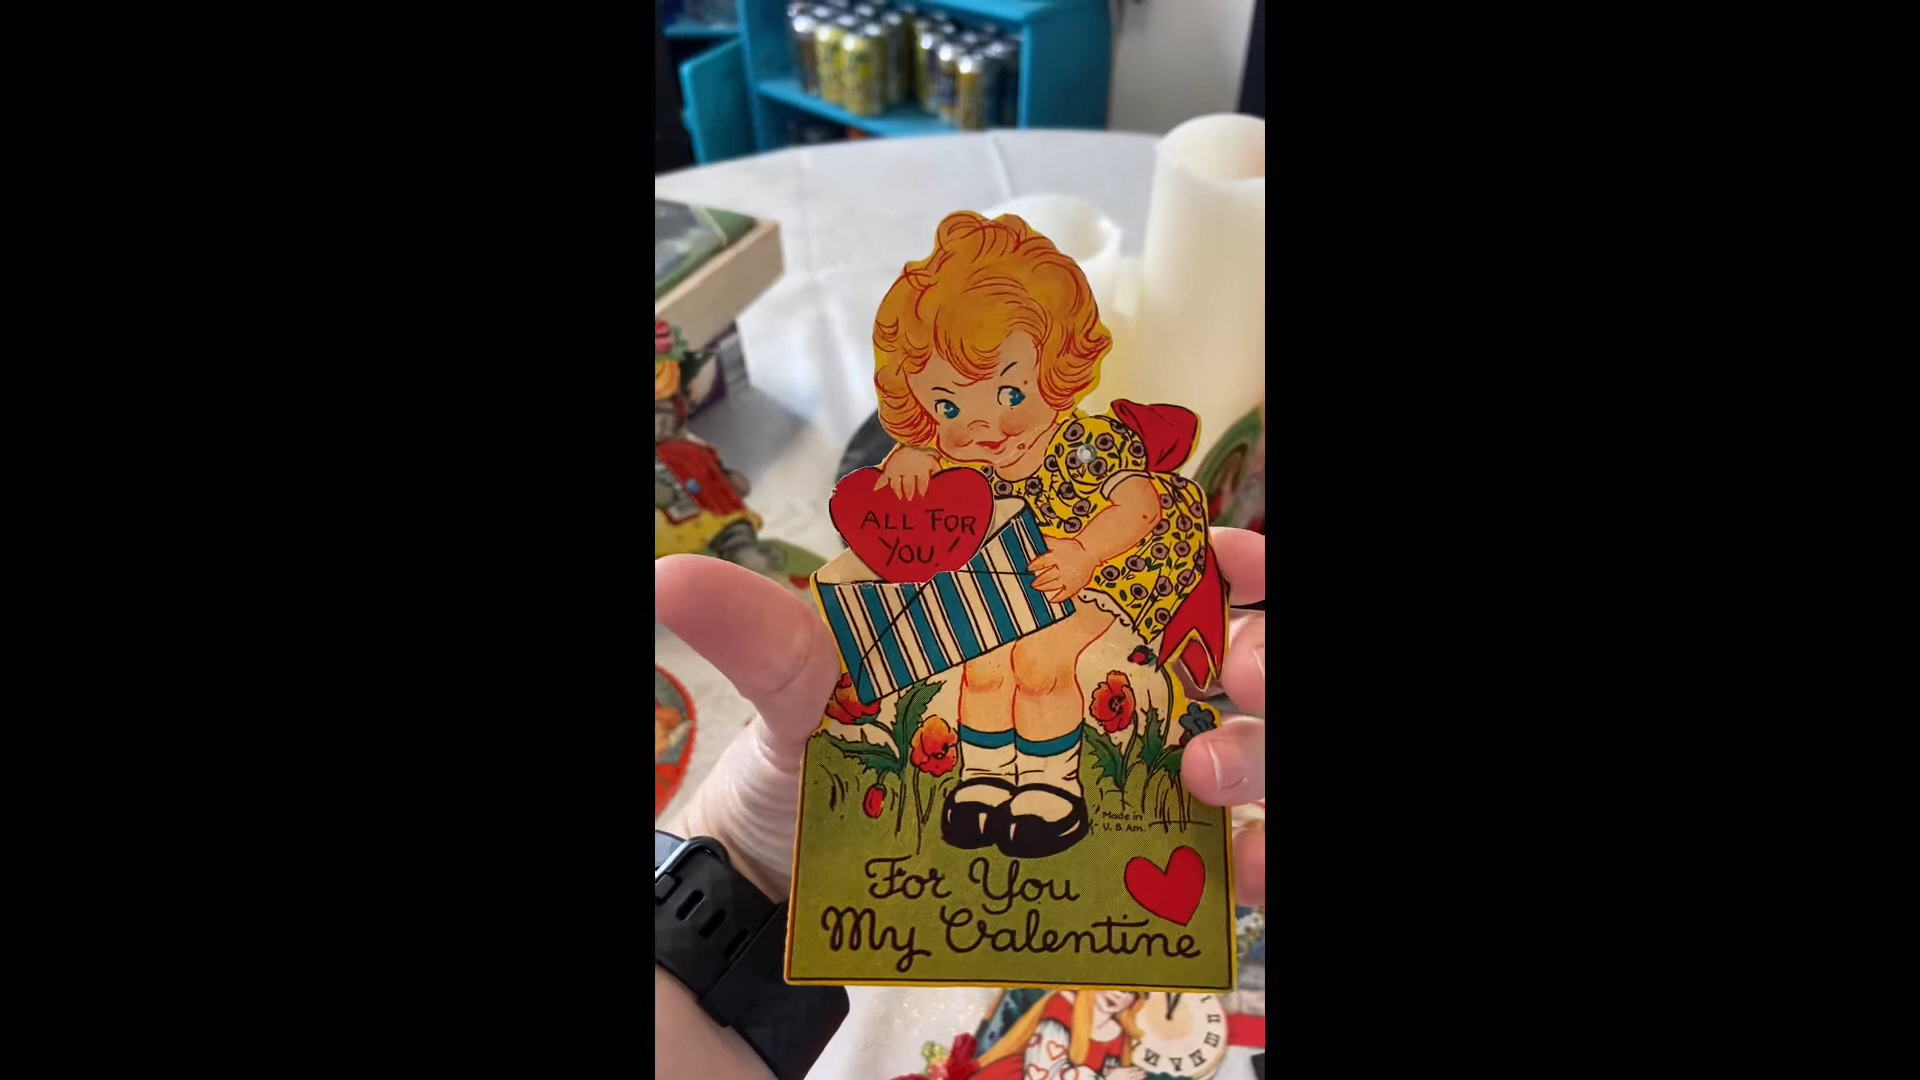 ALL FOR
YOU!
Made in
U. S. Am.
For You
My Valentine